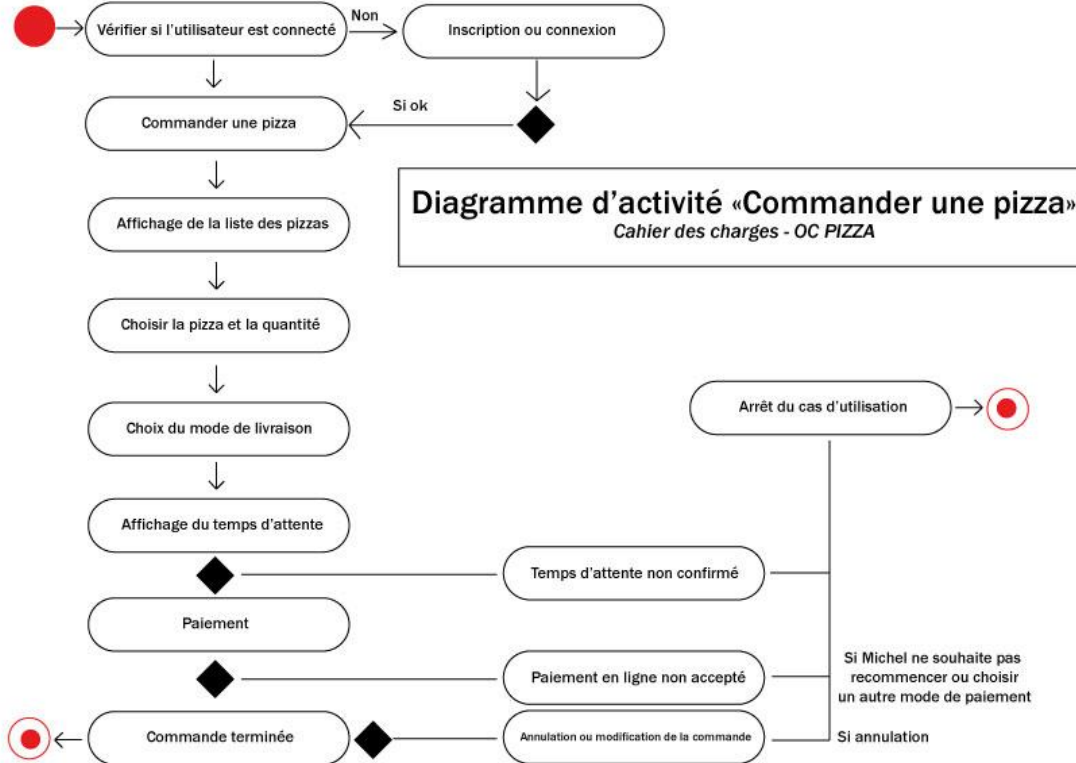 Vérifier si l'utilisateur est connecté
Non
Inscription ou connexion
Commander une pizza
Si ok
Diagramme d'activité «Commander une pizza»
Cahier des charges - OC PIZZA
Affichage de la liste des pizzas
Choisir la pizza et la quantité
Choix du mode de livraison
Arrêt du cas d'utilisation
Affichage du temps d'attente
Temps d'attente non confirmé
Paiement
Paiement en ligne non accepté
Si Michel ne souhaite pas
recommencer ou choisir
un autre mode de paiement
Commande terminée
Annulation ou modification de la commande
Si annulation